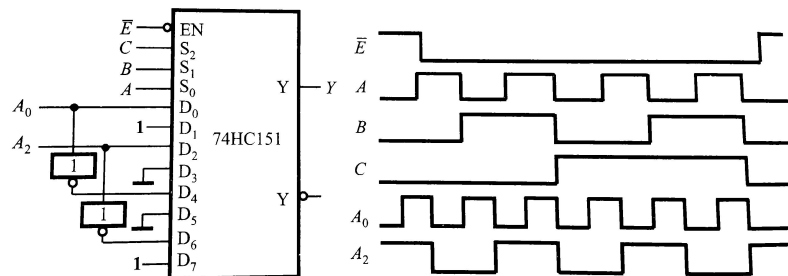 E̅ EN
C S₂
B S₁
A S₀
Y Y
A₀ D₀
1 D₁
A₂ D₂
74HC151
1 D₃
D₄
1 D₅
D₆
Y
1 D₇
E̅
A
B
C
A₀
A₂